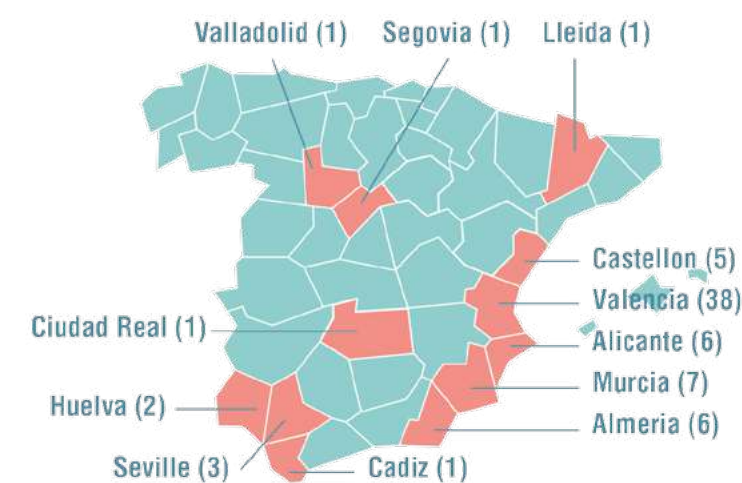 Valladolid (1)
Segovia (1)
Lleida (1)
Castellon (5)
Valencia (38)
Ciudad Real (1)
Alicante (6)
Murcia (7)
Huelva (2)
Almeria (6)
Seville (3)
Cadiz (1)